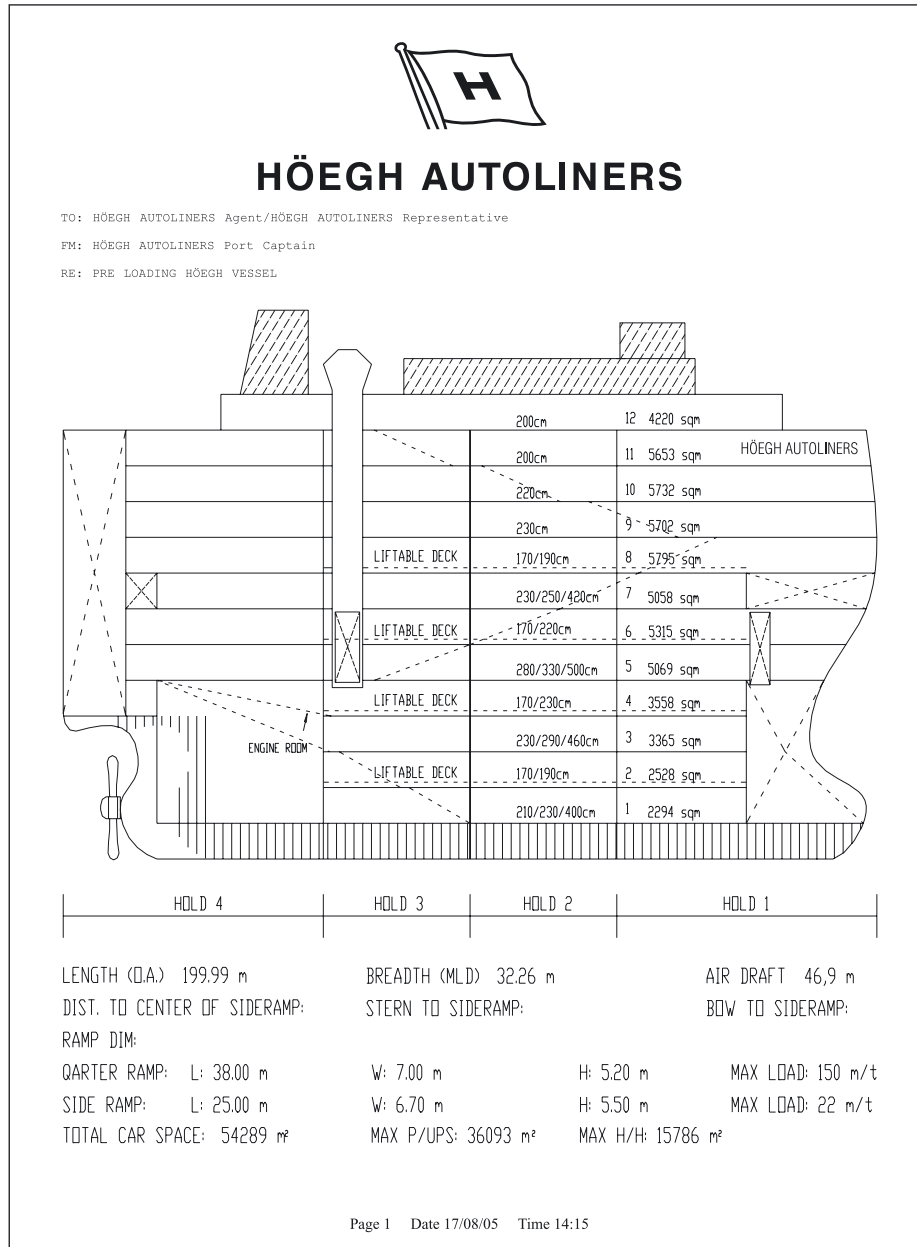 H
HÖEGH AUTOLINERS
TO: HÖEGH AUTOLINERS Agent/HÖEGH AUTOLINERS Representative
FM: HÖEGH AUTOLINERS Port Captain
RE: PRE LOADING HÖEGH VESSEL
200cm 12 4220 sqm
200cm 11 5653 sqm HÖEGH AUTOLINERS
220cm 10 5732 sqm
230cm 9 5702 sqm
LIFTABLE DECK 170/190cm 8 5795 sqm
230/250/420cm 7 5058 sqm
LIFTABLE DECK 170/220cm 6 5315 sqm
280/330/500cm 5 5069 sqm
LIFTABLE DECK 170/230cm 4 3558 sqm
ENGINE ROOM 230/290/460cm 3 3365 sqm
LIFTABLE DECK 170/190cm 2 2528 sqm
210/230/400cm 1 2294 sqm
HOLD 4 HOLD 3 HOLD 2 HOLD 1
LENGTH (O.A.) 199.99 m BREADTH (MLD) 32.26 m AIR DRAFT 46,9 m
DIST. TO CENTER OF SIDERAMP: STERN TO SIDERAMP: BOW TO SIDERAMP:
RAMP DIM:
QARTER RAMP: L: 38.00 m W: 7.00 m H: 5.20 m MAX LOAD: 150 m/t
SIDE RAMP: L: 25.00 m W: 6.70 m H: 5.50 m MAX LOAD: 22 m/t
TOTAL CAR SPACE: 54289 m² MAX P/UPS: 36093 m² MAX H/H: 15786 m²
Page 1 Date 17/08/05 Time 14:15